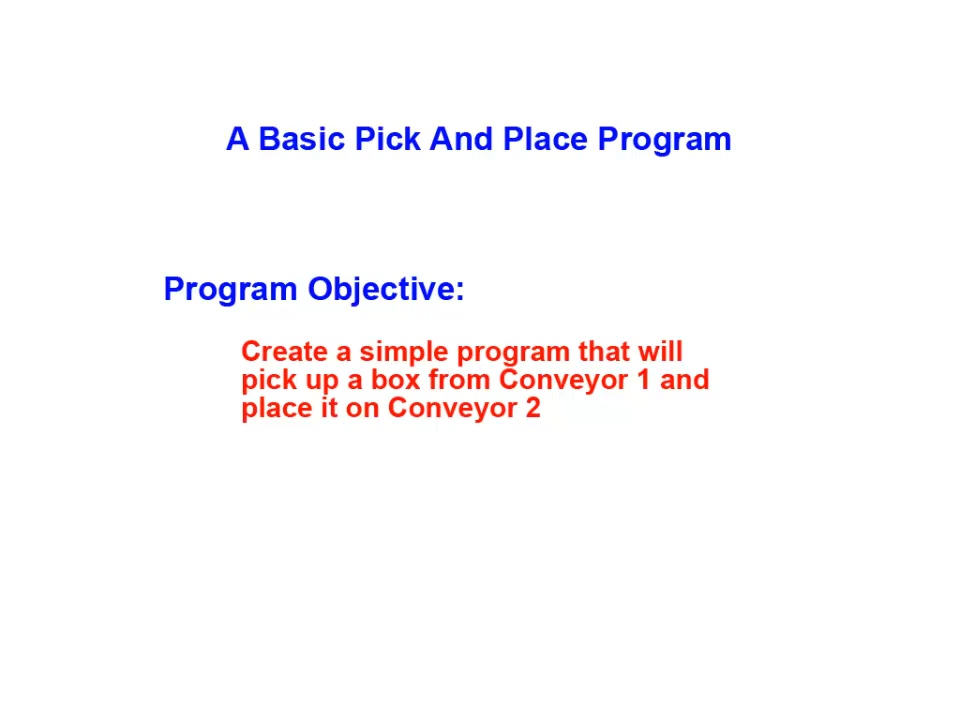 A Basic Pick And Place Program
Program Objective:
Create a simple program that will
pick up a box from Conveyor 1 and
place it on Conveyor 2